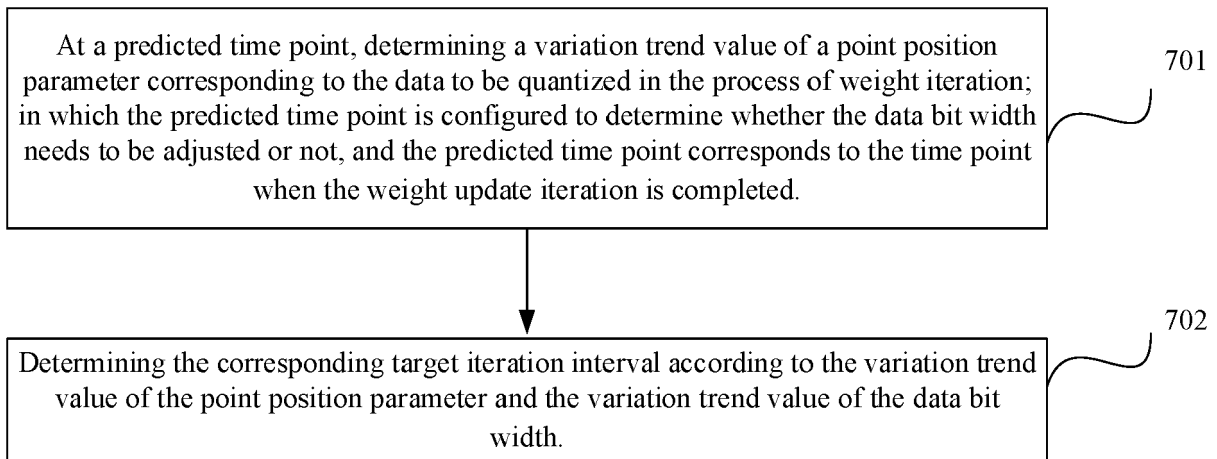 At a predicted time point, determining a variation trend value of a point position
parameter corresponding to the data to be quantized in the process of weight iteration;
in which the predicted time point is configured to determine whether the data bit width
needs to be adjusted or not, and the predicted time point corresponds to the time point
when the weight update iteration is completed.
701
Determining the corresponding target iteration interval according to the variation trend
value of the point position parameter and the variation trend value of the data bit
width.
702